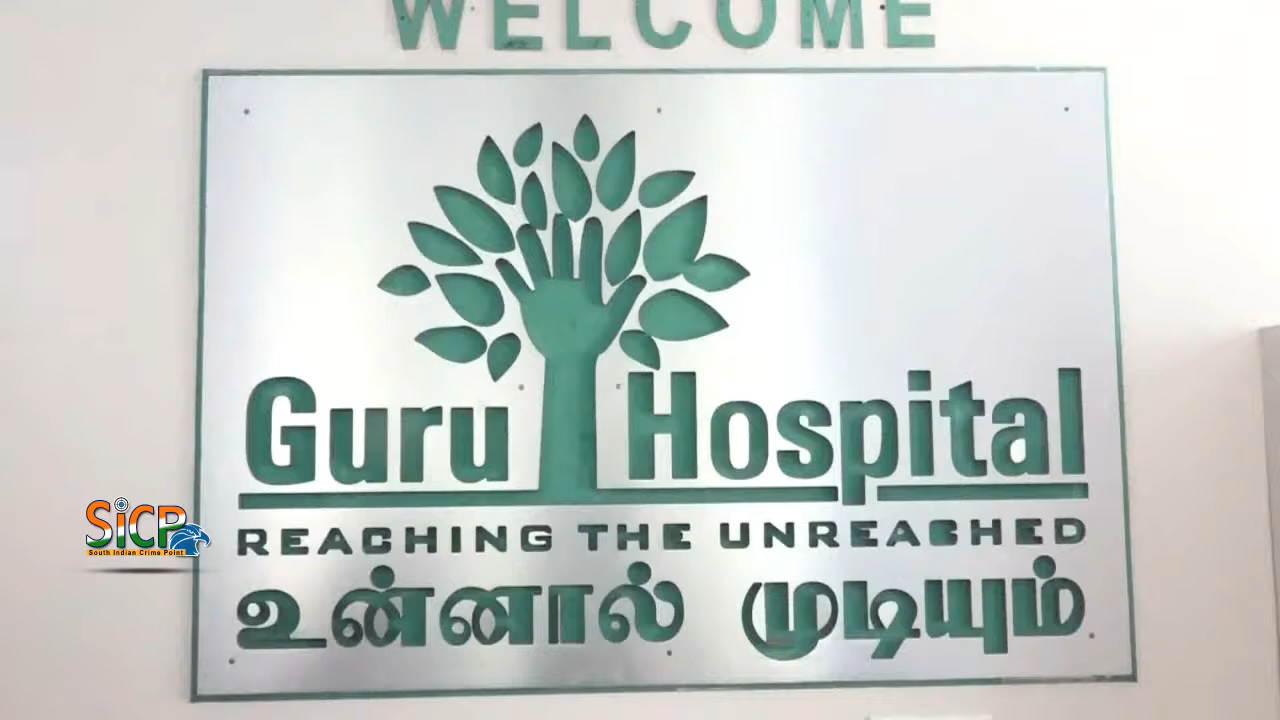 WELCOME
Guru Hospital
REACHING THE UNREACHED
உன்னால் முடியும்
SiCP
South Indian Crime Point